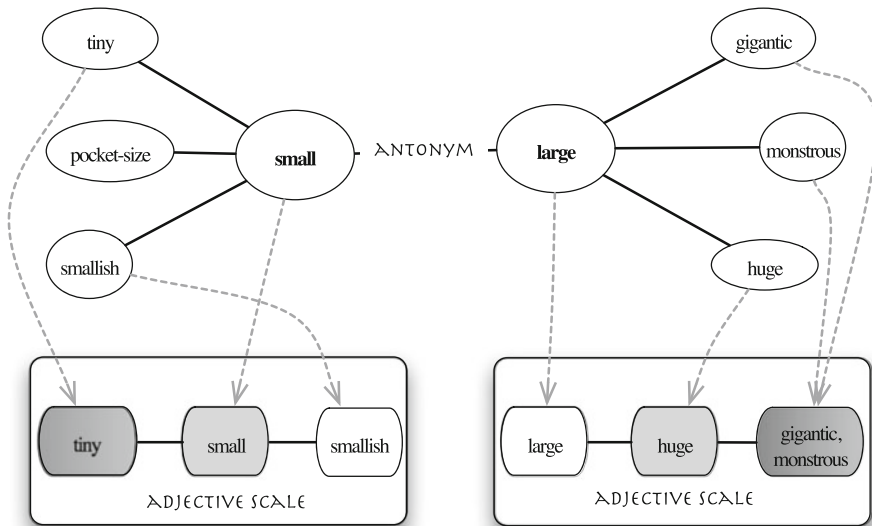 tiny
gigantic
pocket-size
small
ANTONYM
large
monstrous
smallish
huge
tiny
small
smallish
large
huge
gigantic,
monstrous
ADJECTIVE SCALE
ADJECTIVE SCALE